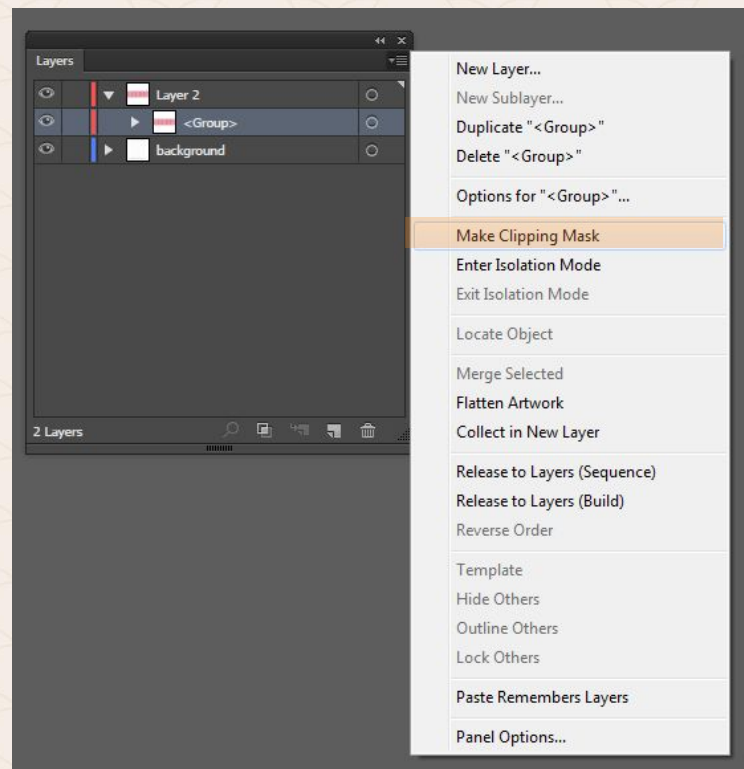 Layers
Layer 2
<Group>
background
2 Layers
New Layer...
New Sublayer...
Duplicate "<Group>"
Delete "<Group>"
Options for "<Group>"...
Make Clipping Mask
Enter Isolation Mode
Exit Isolation Mode
Locate Object
Merge Selected
Flatten Artwork
Collect in New Layer
Release to Layers (Sequence)
Release to Layers (Build)
Reverse Order
Template
Hide Others
Outline Others
Lock Others
Paste Remembers Layers
Panel Options...